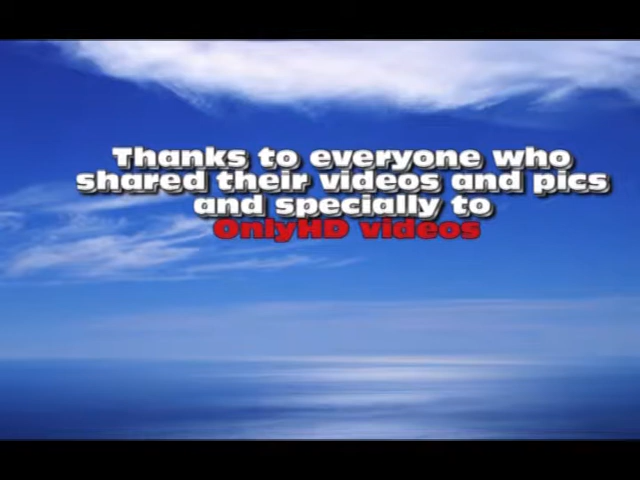 Thanks to everyone who
shared their videos and pics
and specially to
OnlyHD videos